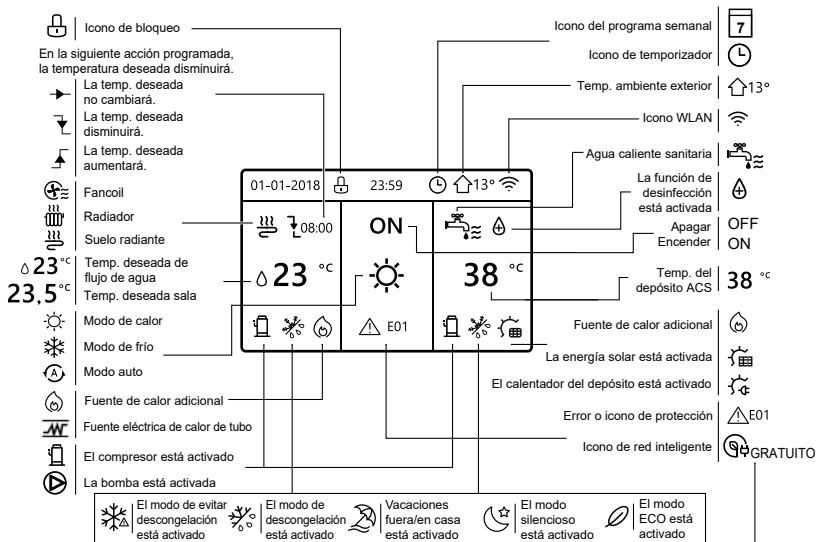 Icono de bloqueo
En la siguiente acción programada,
la temperatura deseada disminuirá.
La temp. deseada
no cambiará.
La temp. deseada
disminuirá.
La temp. deseada
aumentará.
Fancoil
Radiador
Suelo radiante
23°C
Temp. deseada de
flujo de agua
23,5°C
Temp. deseada sala
Modo de calor
Modo de frío
A
Modo auto
Fuente de calor adicional
Fuente eléctrica de calor de tubo
El compresor está activado
La bomba está activada
01-01-2018
23:59
13°
08:00
ON
23 °C
38 °C
E01
Icono del programa semanal
7
Icono de temporizador
Temp. ambiente exterior
13°
Icono WLAN
Agua caliente sanitaria
La función de
desinfección
está activada
Apagar
OFF
Encender
ON
Temp. del
depósito ACS
38 °C
Fuente de calor adicional
La energía solar está activada
El calentador del depósito está activado
Error o icono de protección
E01
Icono de red inteligente
GRATUITO
El modo de evitar
descongelación
está activado
El modo de
descongelación
está activado
Vacaciones
fuera/en casa
está activado
El modo
silencioso
está activado
El modo
ECO está
activado